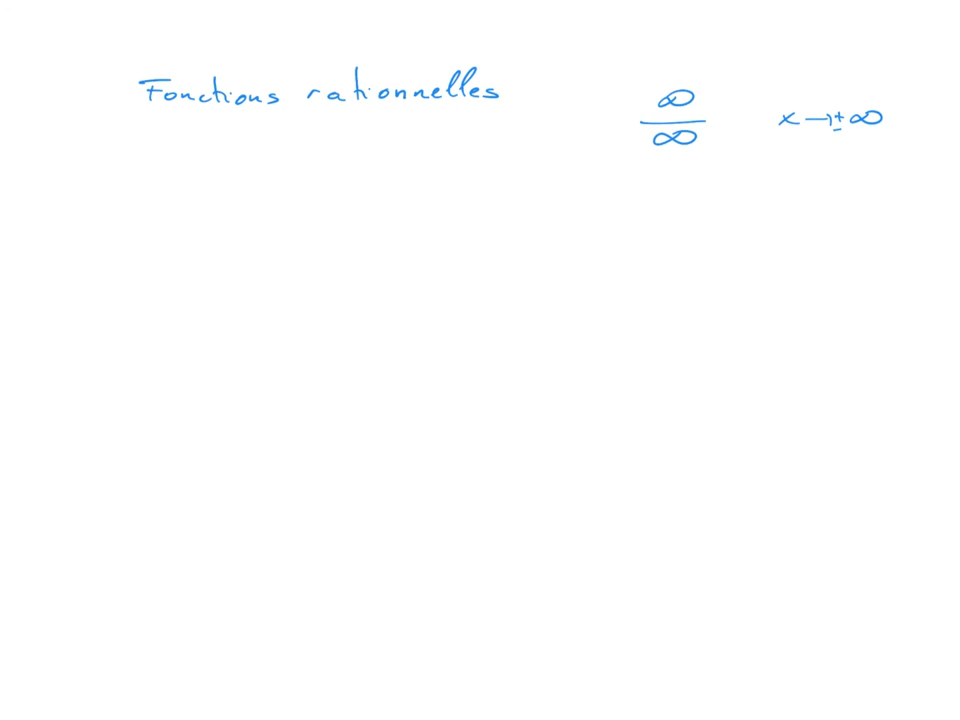 Fonctions rationnelles
∞/∞ x → ± ∞